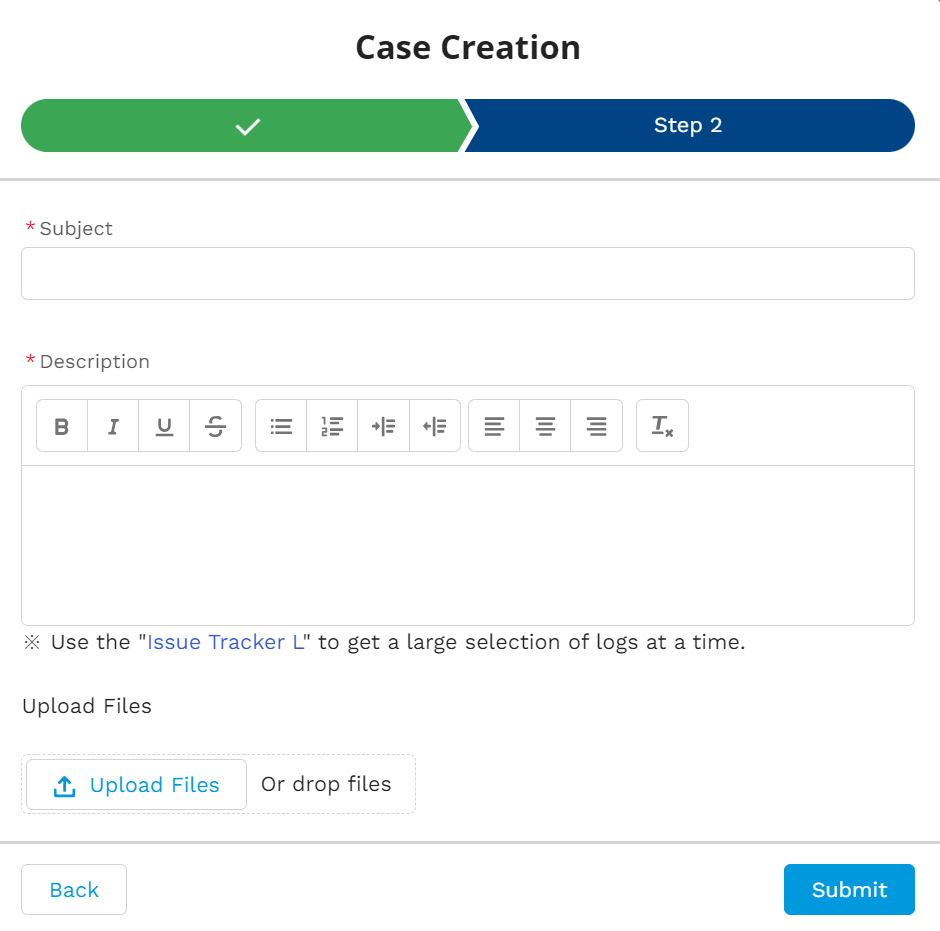 Case Creation
Step 2
*Subject
*Description
※ Use the "Issue Tracker L" to get a large selection of logs at a time.
Upload Files
Upload Files Or drop files
Back Submit